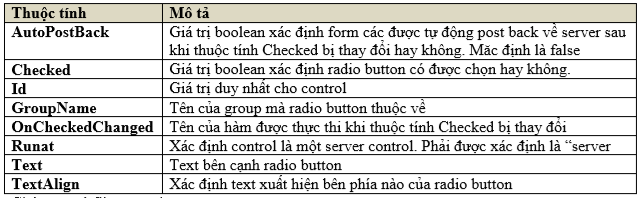 Thuộc tính Mô tả
AutoPostBack Giá trị boolean xác định form các được tự động post back về server sau
khi thuộc tính Checked bị thay đổi hay không. Măc định là false
Checked Giá trị boolean xác định radio button có được chọn hay không.
Id Giá trị duy nhất cho control
GroupName Tên của group mà radio button thuộc về
OnCheckedChanged Tên của hàm được thực thi khi thuộc tính Checked bị thay đổi
Runat Xác định control là một server control. Phải được xác định là “server
Text Text bên cạnh radio button
TextAlign Xác định text xuất hiện bên phía nào của radio button